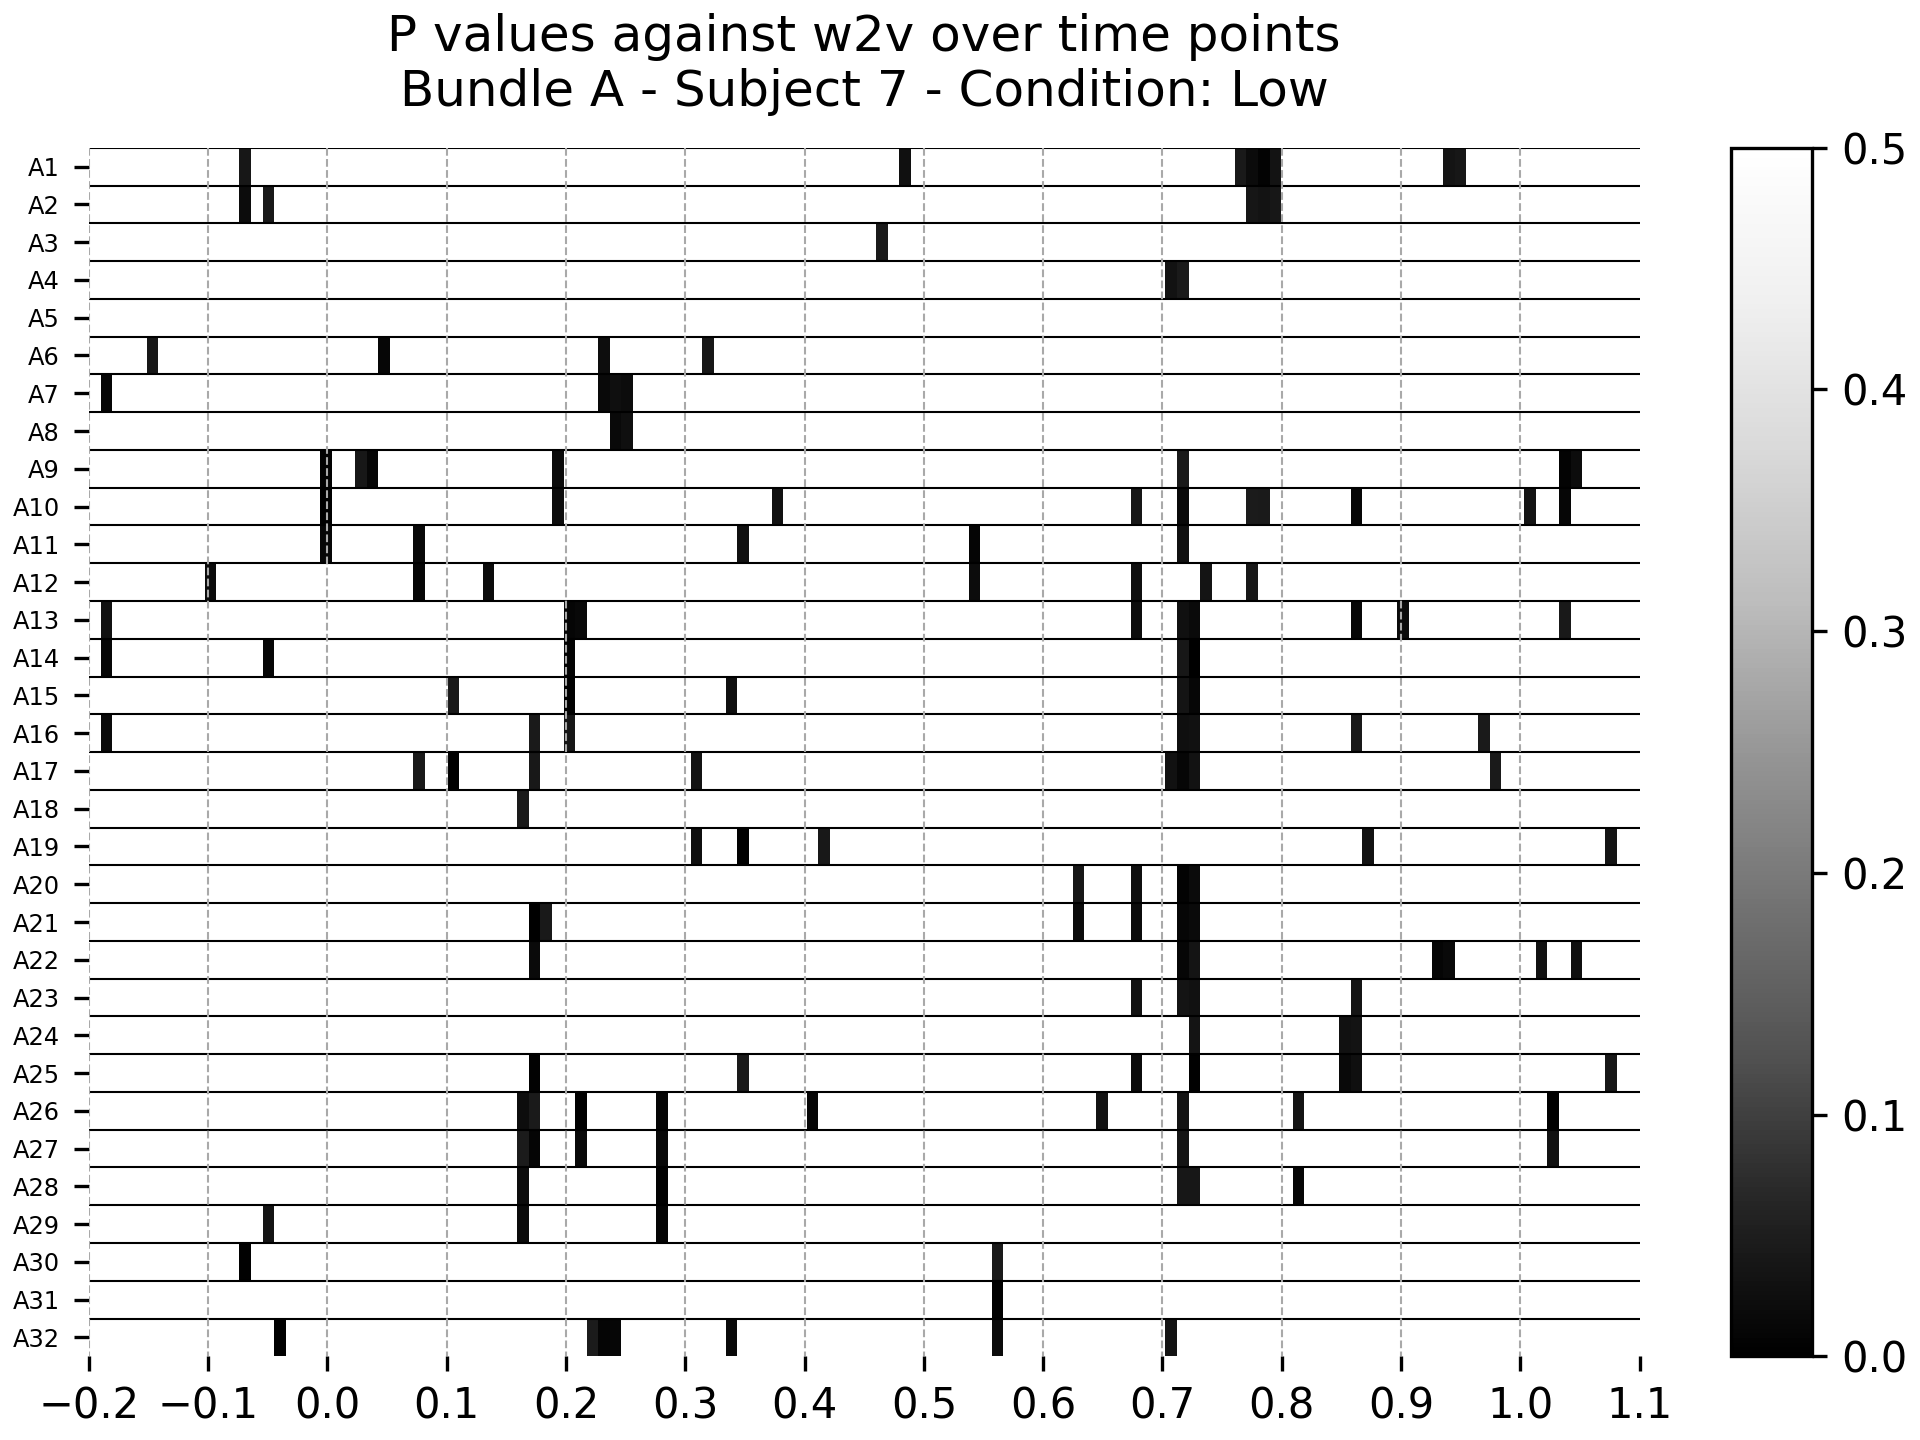 P values against w2v over time points
Bundle A - Subject 7 - Condition: Low
A1
A2
A3
A4
A5
A6
A7
A8
A9
A10
A11
A12
A13
A14
A15
A16
A17
A18
A19
A20
A21
A22
A23
A24
A25
A26
A27
A28
A29
A30
A31
A32
−0.2 −0.1 0.0 0.1 0.2 0.3 0.4 0.5 0.6 0.7 0.8 0.9 1.0 1.1
0.5
0.4
0.3
0.2
0.1
0.0